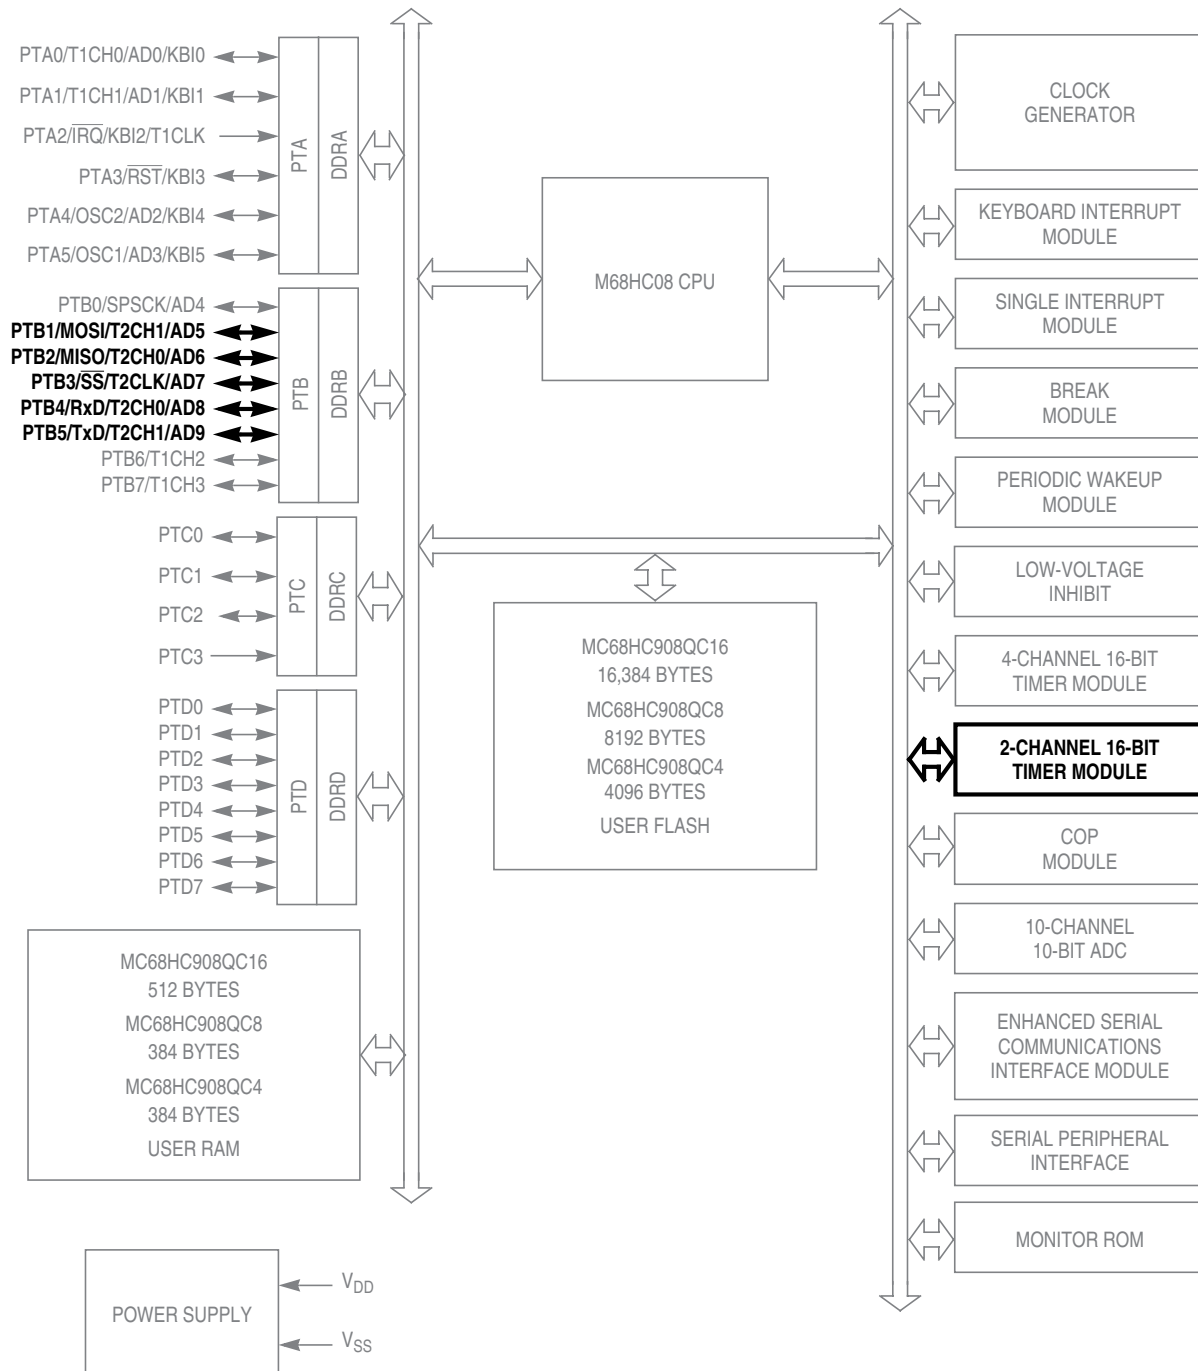 PTA0/T1CH0/AD0/KBI0
PTA1/T1CH1/AD1/KBI1
PTA2/IRQ/KBI2/T1CLK
PTA3/RST/KBI3
PTA4/OSC2/AD2/KBI4
PTA5/OSC1/AD3/KBI5
PTA
DDRA
PTB0/SPSCK/AD4
PTB1/MOSI/T2CH1/AD5
PTB2/MISO/T2CH0/AD6
PTB3/SS/T2CLK/AD7
PTB4/RxD/T2CH0/AD8
PTB5/TxD/T2CH1/AD9
PTB6/T1CH2
PTB7/T1CH3
PTB
DDRB
PTC0
PTC1
PTC2
PTC3
PTC
DDRC
PTD0
PTD1
PTD2
PTD3
PTD4
PTD5
PTD6
PTD7
PTD
DDRD
MC68HC908QC16
512 BYTES
MC68HC908QC8
384 BYTES
MC68HC908QC4
384 BYTES
USER RAM
POWER SUPPLY
VDD
VSS
M68HC08 CPU
MC68HC908QC16
16,384 BYTES
MC68HC908QC8
8192 BYTES
MC68HC908QC4
4096 BYTES
USER FLASH
CLOCK
GENERATOR
KEYBOARD INTERRUPT
MODULE
SINGLE INTERRUPT
MODULE
BREAK
MODULE
PERIODIC WAKEUP
MODULE
LOW-VOLTAGE
INHIBIT
4-CHANNEL 16-BIT
TIMER MODULE
2-CHANNEL 16-BIT
TIMER MODULE
COP
MODULE
10-CHANNEL
10-BIT ADC
ENHANCED SERIAL
COMMUNICATIONS
INTERFACE MODULE
SERIAL PERIPHERAL
INTERFACE
MONITOR ROM